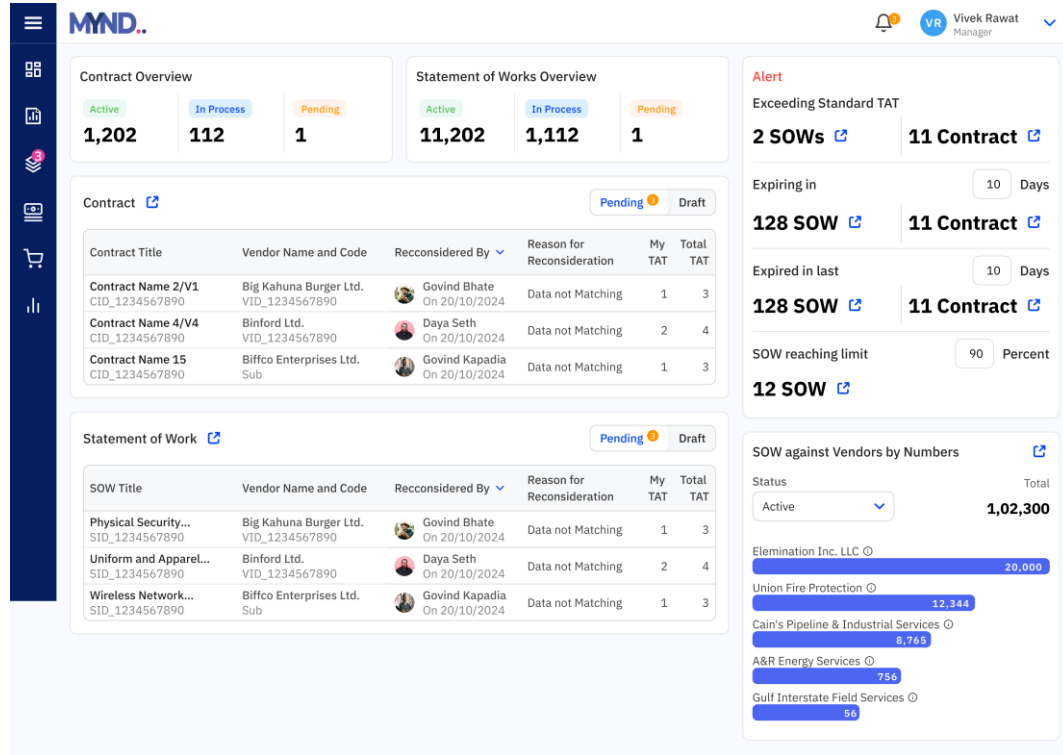 MYND..
3
VR
Vivek Rawat
Manager
3
Contract Overview
Active
1,202
In Process
112
Pending
1
Statement of Works Overview
Active
11,202
In Process
1,112
Pending
1
Contract
Pending 3
Draft
Contract Title Vendor Name and Code Recconsidered By Reason for Reconsideration My TAT Total TAT
Contract Name 2/V1 Big Kahuna Burger Ltd. Govind Bhate Data not Matching 1 3
CID_1234567890 VID_1234567890 On 20/10/2024
Contract Name 4/V4 Binford Ltd. Daya Seth Data not Matching 2 4
CID_1234567890 VID_1234567890 On 20/10/2024
Contract Name 15 Biffco Enterprises Ltd. Govind Kapadia Data not Matching 1 3
CID_1234567890 Sub On 20/10/2024
Statement of Work
Pending 3
Draft
SOW Title Vendor Name and Code Recconsidered By Reason for Reconsideration My TAT Total TAT
Physical Security... Big Kahuna Burger Ltd. Govind Bhate Data not Matching 1 3
SID_1234567890 VID_1234567890 On 20/10/2024
Uniform and Apparel... Binford Ltd. Daya Seth Data not Matching 2 4
SID_1234567890 VID_1234567890 On 20/10/2024
Wireless Network... Biffco Enterprises Ltd. Govind Kapadia Data not Matching 1 3
SID_1234567890 Sub On 20/10/2024
Alert
Exceeding Standard TAT
2 SOWs 11 Contract
Expiring in 10 Days
128 SOW 11 Contract
Expired in last 10 Days
128 SOW 11 Contract
SOW reaching limit 90 Percent
12 SOW
SOW against Vendors by Numbers
Status Total
Active 1,02,300
Elemination Inc. LLC
20,000
Union Fire Protection
12,344
Cain's Pipeline & Industrial Services
8,765
A&R Energy Services
756
Gulf Interstate Field Services
56